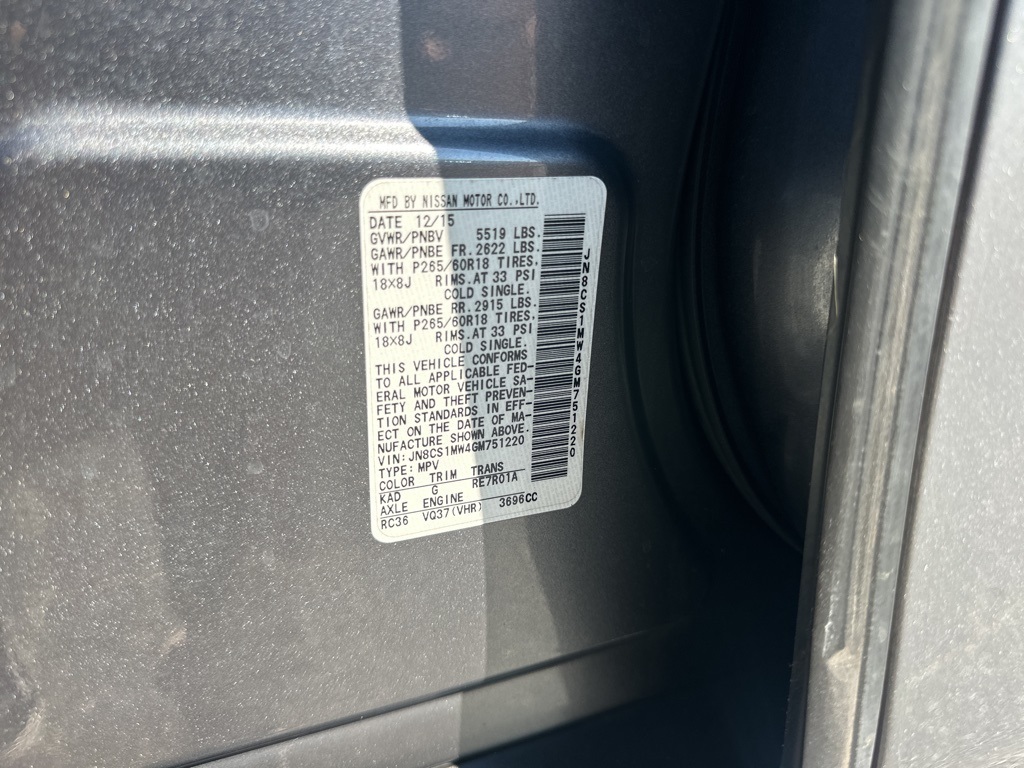 MFD BY NISSAN MOTOR CO.,LTD.
DATE 12/15
GVWR/PNBV 5519 LBS.
GAWR/PNBE FR. 2622 LBS.
WITH P265/60R18 TIRES.
18X8J RIMS.AT 33 PSI
COLD SINGLE.
GAWR/PNBE RR. 2915 LBS.
WITH P265/60R18 TIRES.
18X8J RIMS.AT 33 PSI
COLD SINGLE.
THIS VEHICLE CONFORMS
TO ALL APPLICABLE FED-
ERAL MOTOR VEHICLE SA-
FETY AND THEFT PREVEN-
TION STANDARDS IN EFF-
ECT ON THE DATE OF MA-
NUFACTURE SHOWN ABOVE.
VIN:JN8CS1MW4GM751220
TYPE:MPV
COLOR TRIM TRANS
KAD G RE7R01A
AXLE ENGINE
RC36 VQ37(VHR) 3696CC
JN8CS1MW4GM751220